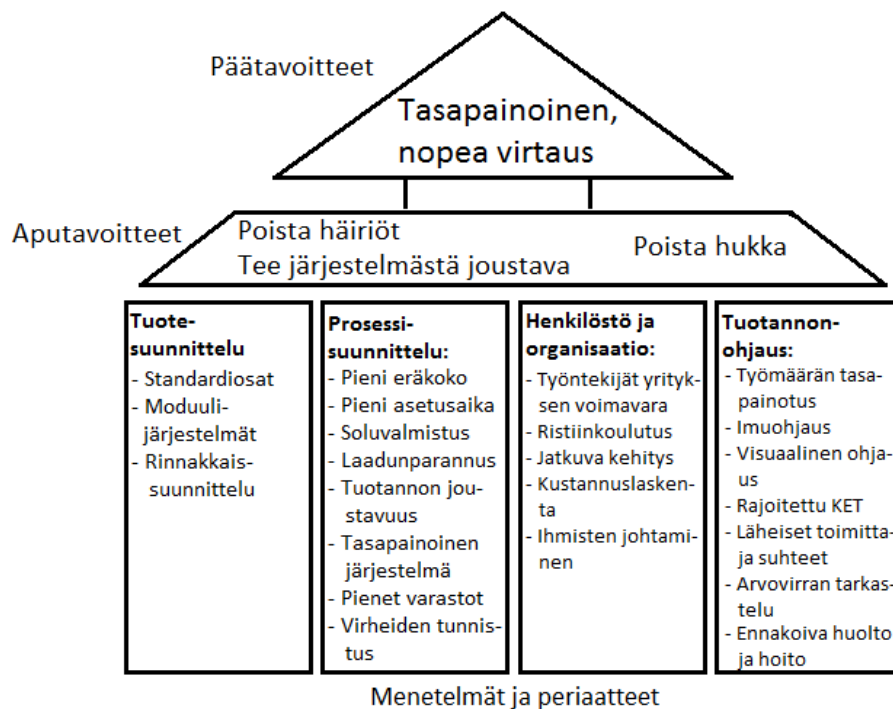 Päätavoitteet
Tasapainoinen,
nopea virtaus
Aputavoitteet
Poista häiriöt
Tee järjestelmästä joustava
Poista hukka
Tuote-
suunnittelu
- Standardiosat
- Moduuli-
järjestelmät
- Rinnakkais-
suunnittelu
Prosessi-
suunnittelu:
- Pieni eräkoko
- Pieni asetusaika
- Soluvalmistus
- Laadunparannus
- Tuotannon jou-
stavuus
- Tasapainoinen
järjestelmä
- Pienet varastot
- Virheiden tunnis-
tus
Henkilöstö ja
organisaatio:
- Työntekijät yrityk-
sen voimavara
- Ristiinkoulutus
- Jatkuva kehitys
- Kustannuslasken-
ta
- Ihmisten johtami-
nen
Tuotannon-
ohjaus:
- Työmäärän tasa-
painotus
- Imuohjaus
- Visuaalinen ohja-
us
- Rajoitettu KET
- Läheiset toimitta-
ja suhteet
- Arvovirran tarkas-
telu
- Ennakoiva huolto
ja hoito
Menetelmät ja periaatteet